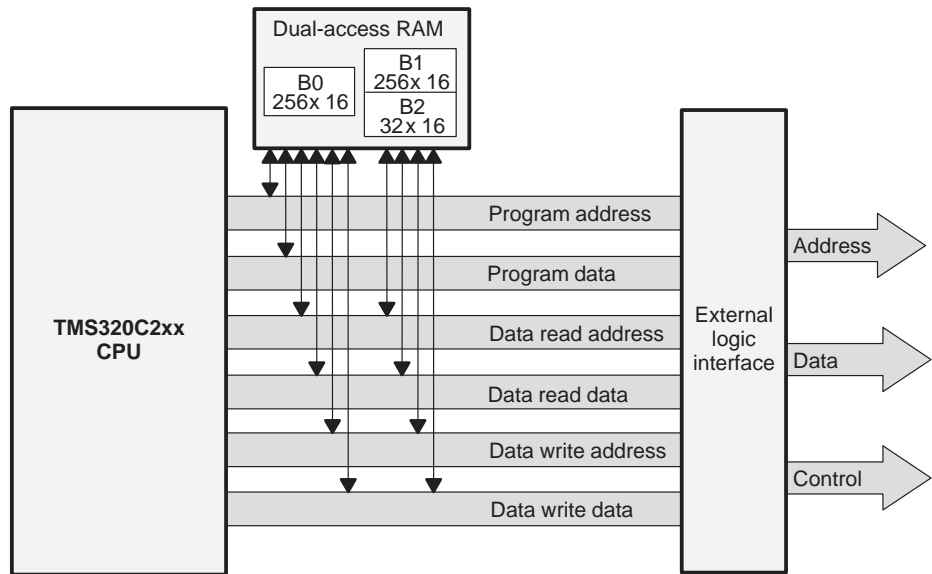 Dual-access RAM
B0
256x 16
B1
256x 16
B2
32x 16
TMS320C2xx
CPU
Program address
Program data
Data read address
Data read data
Data write address
Data write data
External
logic
interface
Address
Data
Control